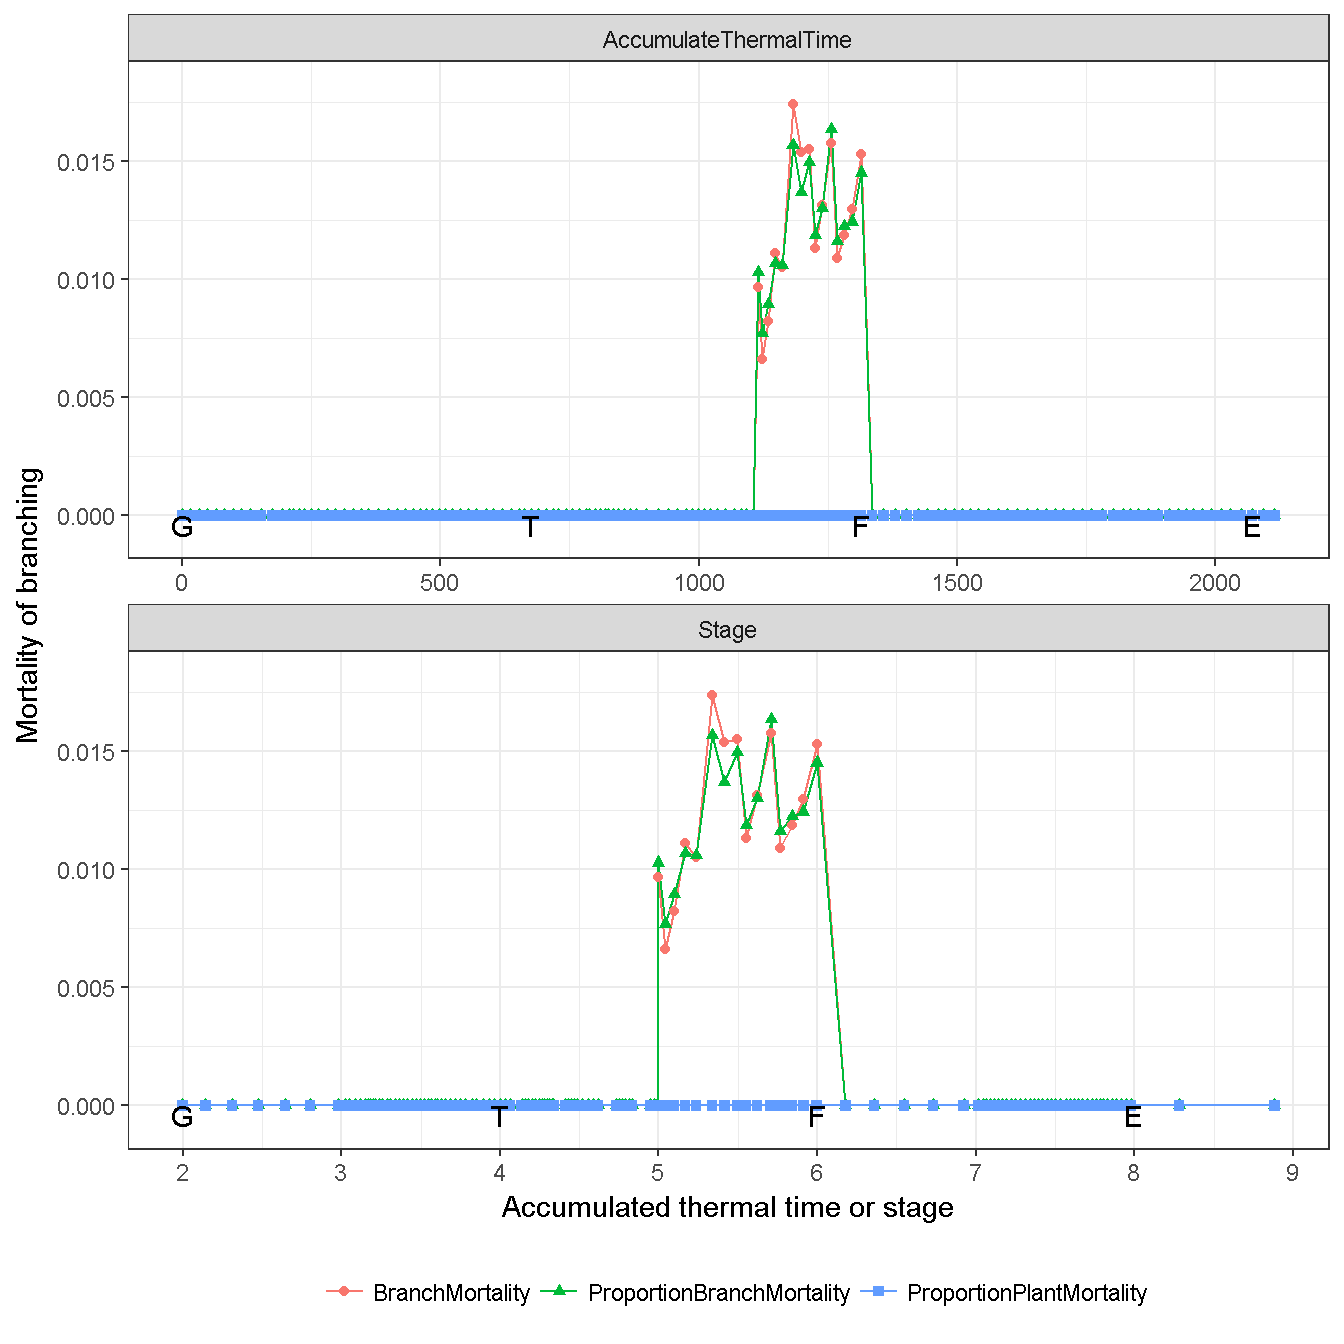 AccumulateThermalTime
0.015
0.010
0.005
0.000
G T F E
0 500 1000 1500 2000
Mortality of branching
Stage
0.015
0.010
0.005
0.000
G T F E
2 3 4 5 6 7 8 9
Accumulated thermal time or stage
BranchMortality ProportionBranchMortality ProportionPlantMortality